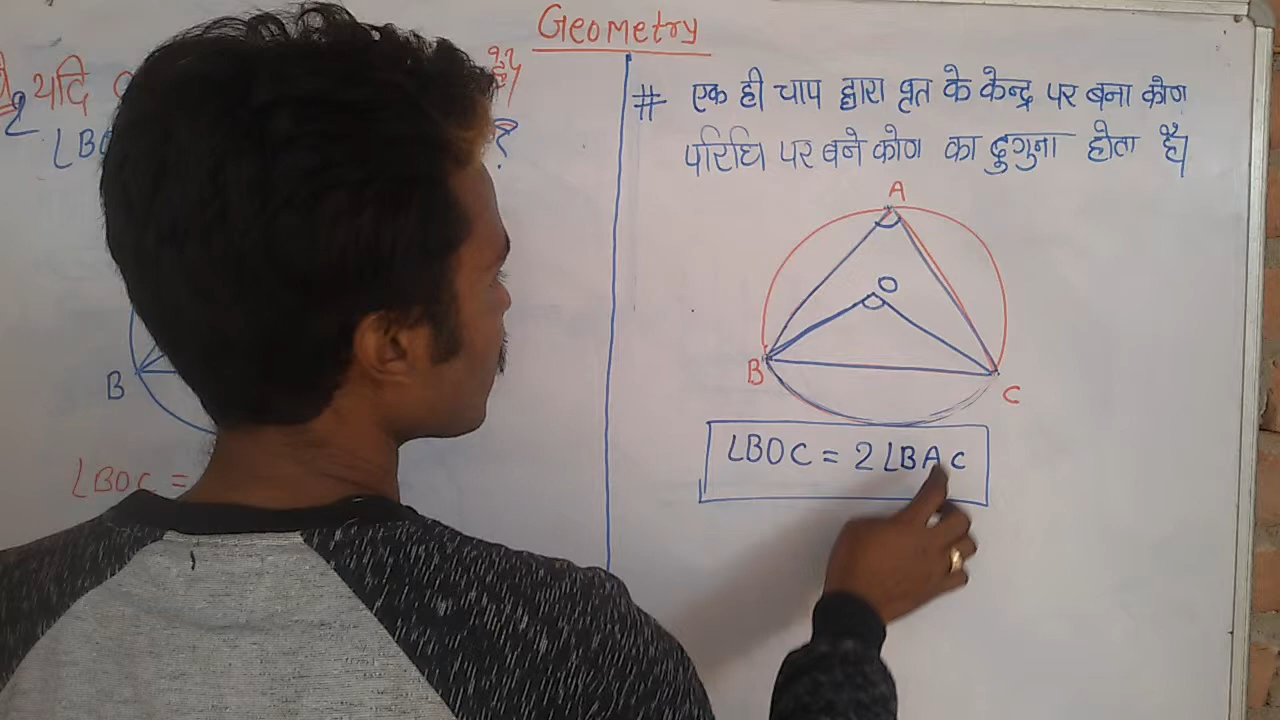 Geometry
यदि
∠BO
B
∠BOC =
# एक ही चाप द्वारा वृत के केन्द्र पर बना कोण
परिधि पर बने कोण का दुगुना होता है।
A
O
B
C
∠BOC = 2∠BAC